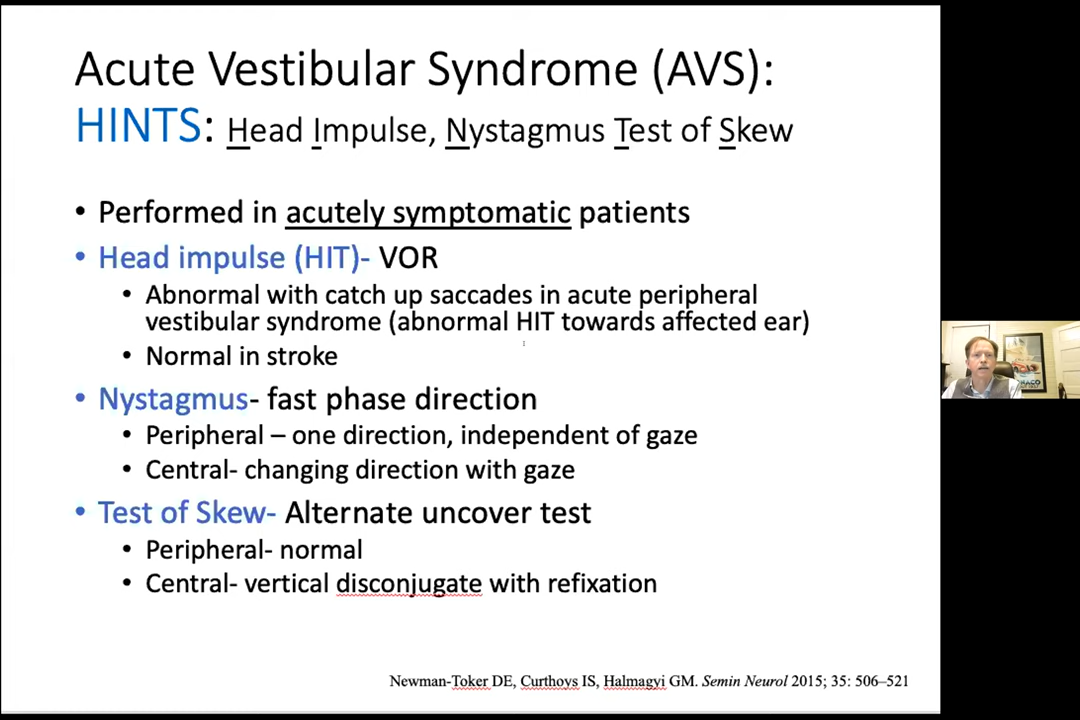 Acute Vestibular Syndrome (AVS):
HINTS: Head Impulse, Nystagmus Test of Skew
• Performed in acutely symptomatic patients
• Head impulse (HIT)- VOR
• Abnormal with catch up saccades in acute peripheral
vestibular syndrome (abnormal HIT towards affected ear)
• Normal in stroke
• Nystagmus- fast phase direction
• Peripheral – one direction, independent of gaze
• Central- changing direction with gaze
• Test of Skew- Alternate uncover test
• Peripheral- normal
• Central- vertical disconjugate with refixation
Newman-Toker DE, Curthoys IS, Halmagyi GM. Semin Neurol 2015; 35: 506–521